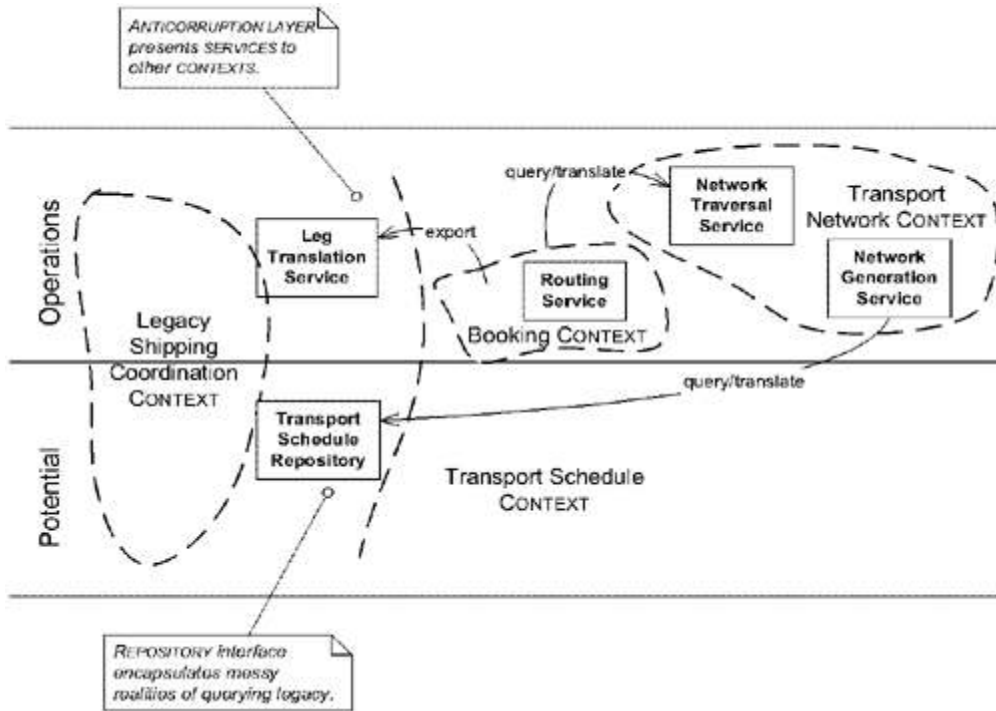 ANTICORRUPTION LAYER
presents SERVICES to
other CONTEXTS.
Operations
query/translate
Network
Traversal
Service
Transport
Network CONTEXT
Leg
Translation
Service
export
Routing
Service
Network
Generation
Service
Booking CONTEXT
Legacy
Shipping
Coordination
CONTEXT
query/translate
Potential
Transport
Schedule
Repository
Transport Schedule
CONTEXT
REPOSITORY interface
encapsulates messy
realities of querying legacy.